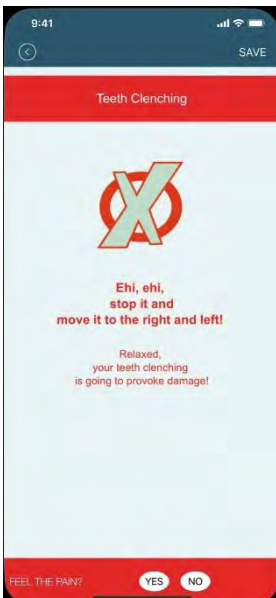 9:41
SAVE
Teeth Clenching
X
Ehi, ehi,
stop it and
move it to the right and left!
Relaxed,
your teeth clenching
is going to provoke damage!
FEEL THE PAIN? YES NO